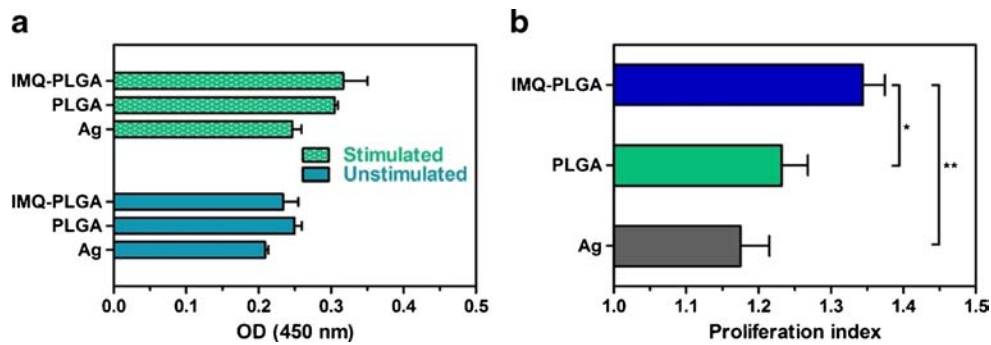 a
IMQ-PLGA
PLGA
Ag
Stimulated
Unstimulated
IMQ-PLGA
PLGA
Ag
0.0 0.1 0.2 0.3 0.4 0.5
OD (450 nm)
b
IMQ-PLGA
*
PLGA
**
Ag
1.0 1.1 1.2 1.3 1.4 1.5
Proliferation index